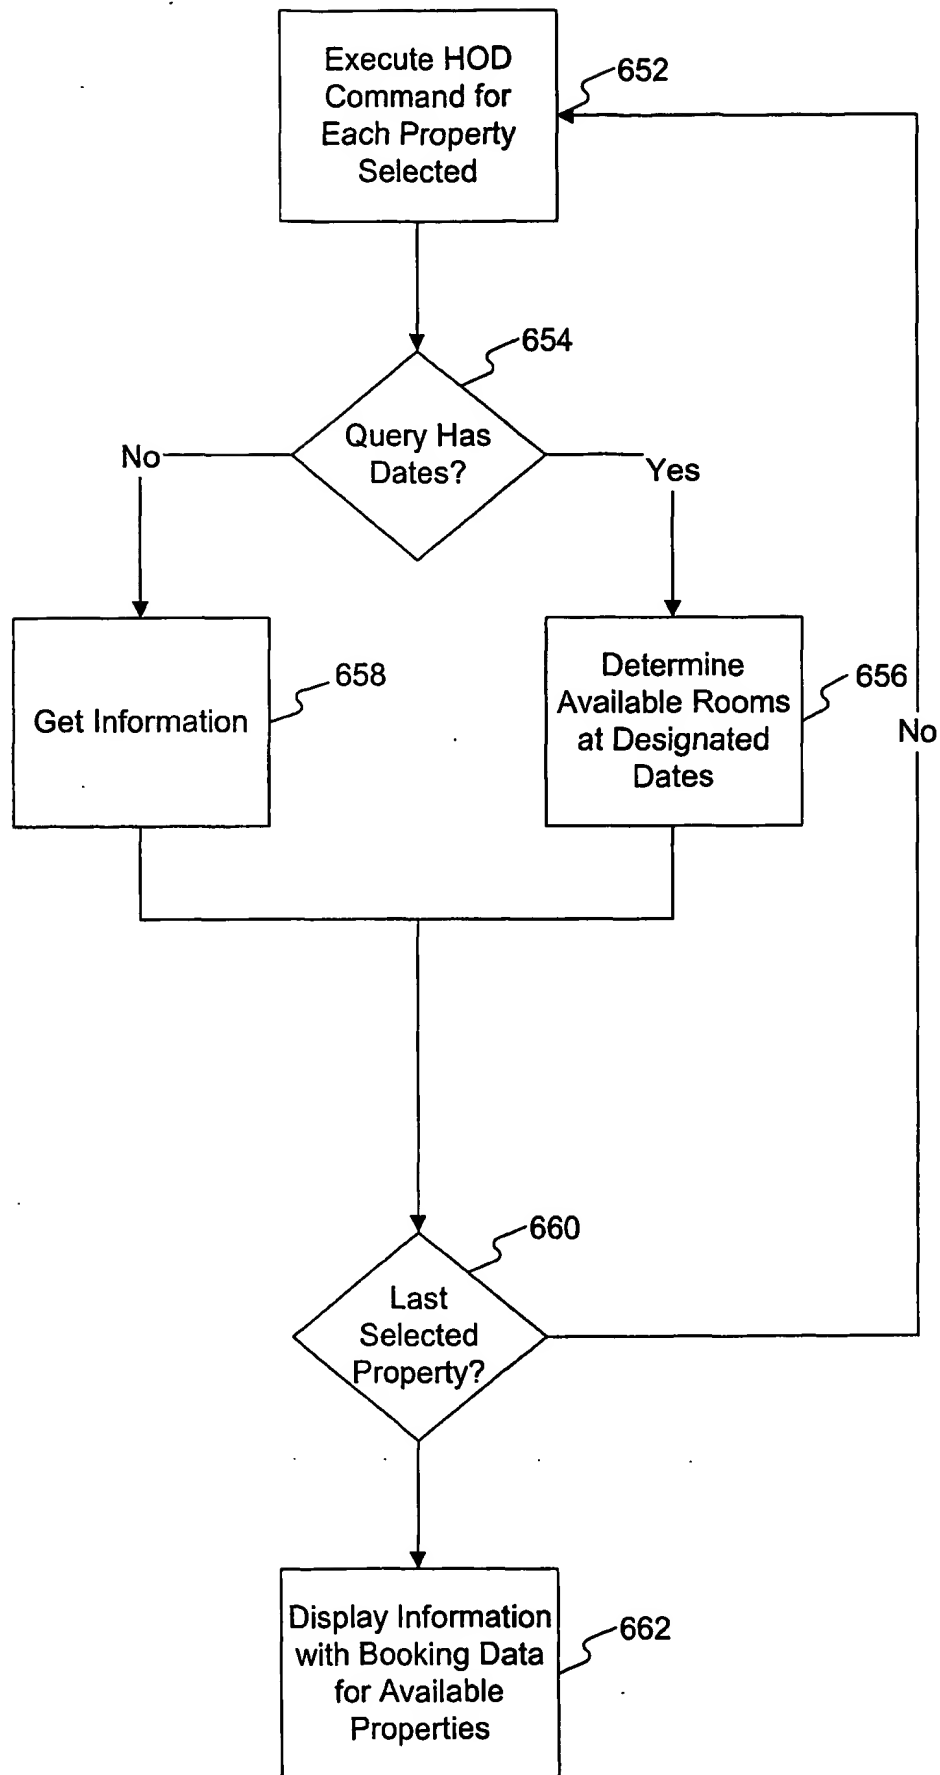 Execute HOD
Command for
Each Property
Selected
652
654
Query Has
Dates?
No
Yes
Get Information
658
Determine
Available Rooms
at Designated
Dates
656
No
660
Last
Selected
Property?
Display Information
with Booking Data
for Available
Properties
662